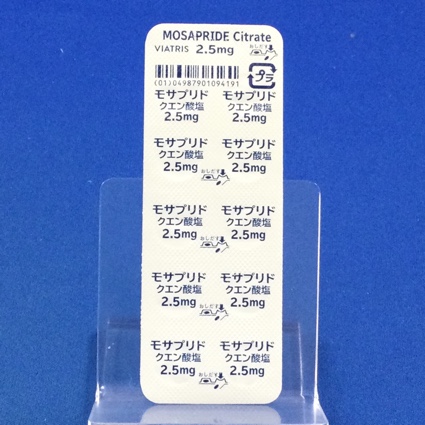 MOSAPRIDE Citrate
VIATRIS 2.5mg おしだす
プラ
(01)04987901094191
モサプリド モサプリド
クエン酸塩 クエン酸塩
2.5mg 2.5mg
モサプリド モサプリド
クエン酸塩 クエン酸塩
2.5mg 2.5mg
おしだす
モサプリド モサプリド
クエン酸塩 クエン酸塩
2.5mg 2.5mg
おしだす
モサプリド モサプリド
クエン酸塩 クエン酸塩
2.5mg 2.5mg
おしだす
モサプリド モサプリド
クエン酸塩 クエン酸塩
2.5mg 2.5mg
おしだす